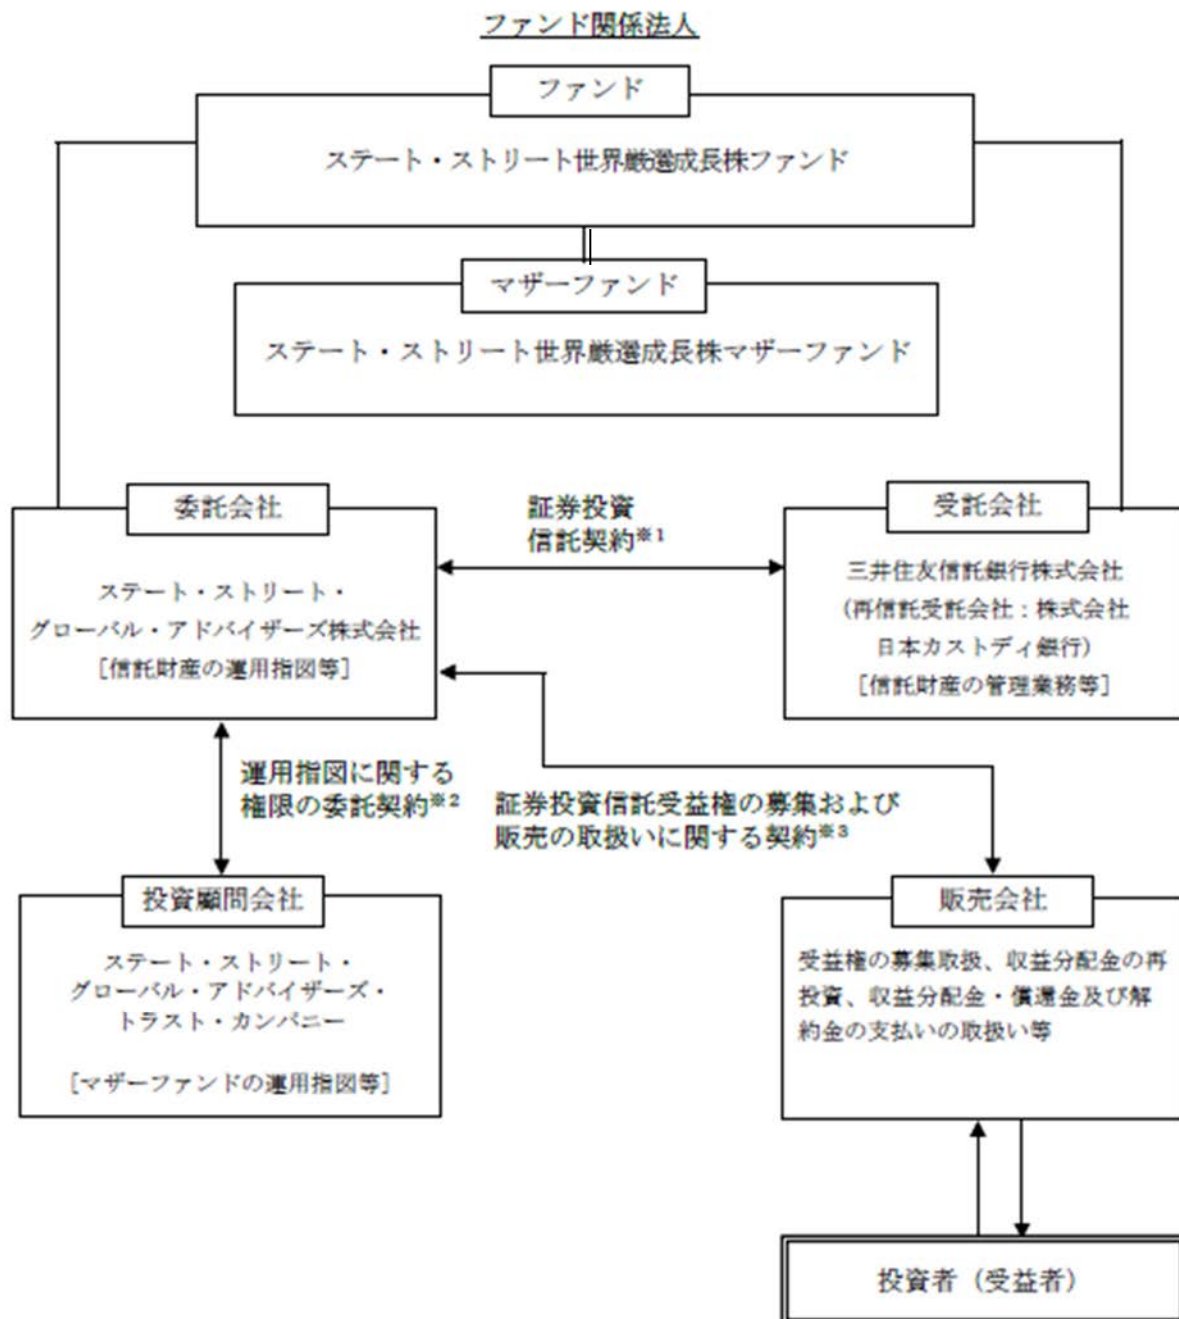 ファンド関係法人
ファンド
ステート・ストリート世界厳選成長株ファンド
マザーファンド
ステート・ストリート世界厳選成長株マザーファンド
委託会社
ステート・ストリート・
グローバル・アドバイザーズ株式会社
[信託財産の運用指図等]
証券投資
信託契約※1
受託会社
三井住友信託銀行株式会社
(再信託受託会社：株式会社
日本カストディ銀行)
[信託財産の管理業務等]
運用指図に関する
権限の委託契約※2
証券投資信託受益権の募集および
販売の取扱いに関する契約※3
投資顧問会社
ステート・ストリート・
グローバル・アドバイザーズ・
トラスト・カンパニー
[マザーファンドの運用指図等]
販売会社
受益権の募集取扱、収益分配金の再
投資、収益分配金・償還金及び解
約金の支払いの取扱い等
投資者（受益者）